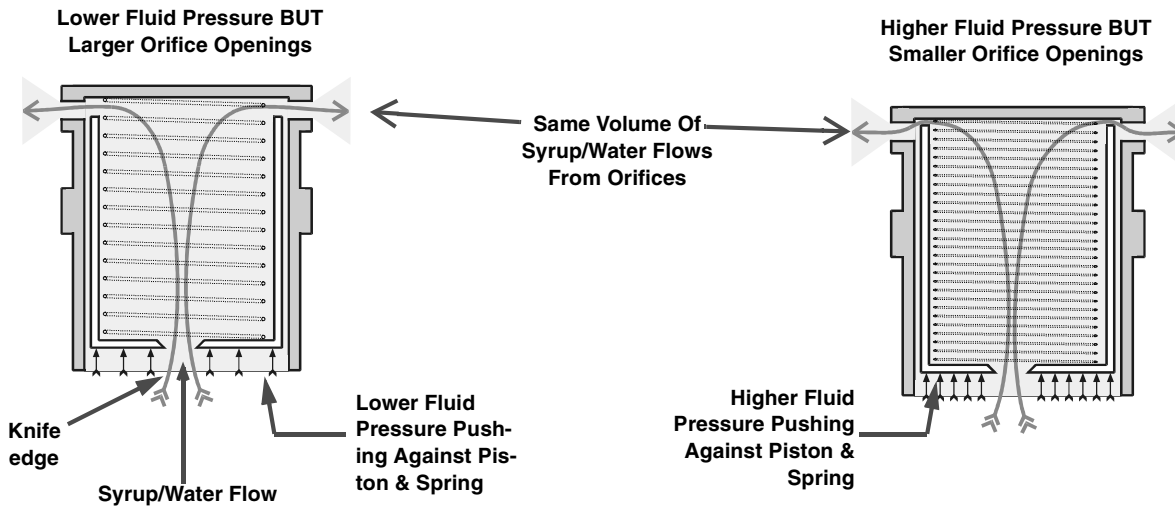 Lower Fluid Pressure BUT
Larger Orifice Openings
Higher Fluid Pressure BUT
Smaller Orifice Openings
Same Volume Of
Syrup/Water Flows
From Orifices
Knife
edge
Syrup/Water Flow
Lower Fluid
Pressure Push-
ing Against Pis-
ton & Spring
Higher Fluid
Pressure Pushing
Against Piston &
Spring